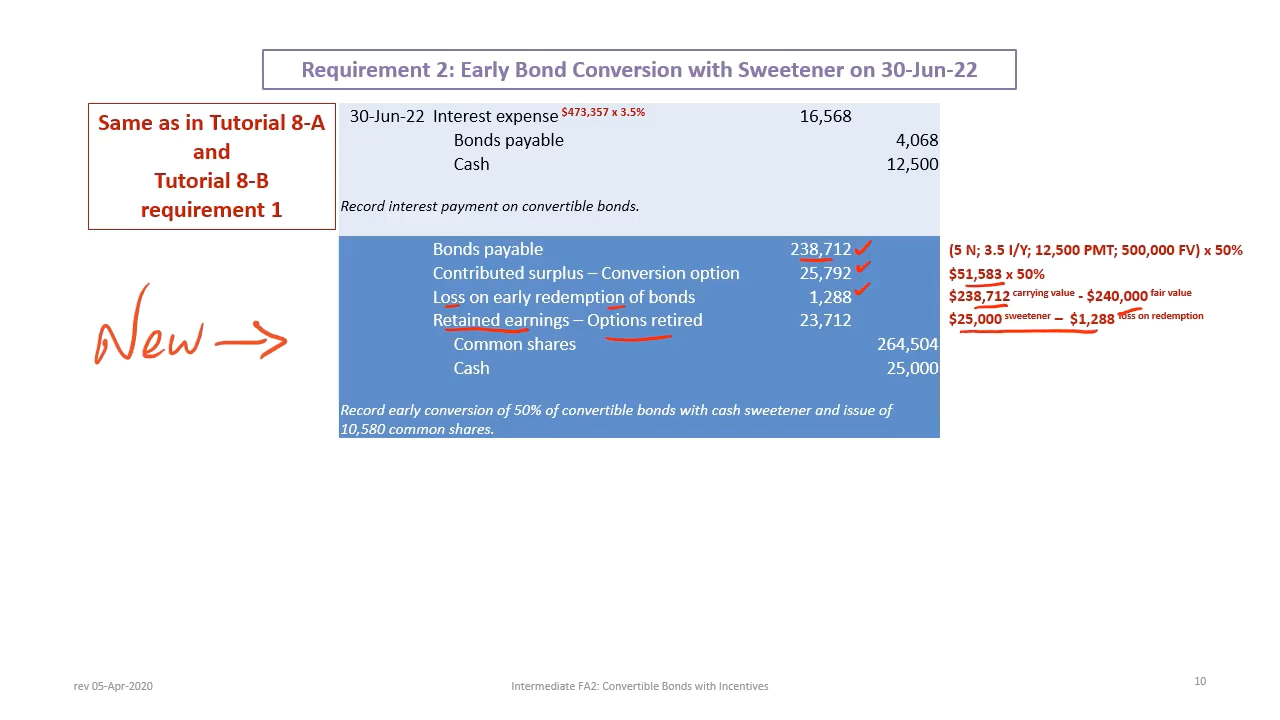 Requirement 2: Early Bond Conversion with Sweetener on 30-Jun-22
Same as in Tutorial 8-A
and
Tutorial 8-B
requirement 1
30-Jun-22 Interest expense $473,357 x 3.5% 16,568
Bonds payable 4,068
Cash 12,500
Record interest payment on convertible bonds.
New →
Bonds payable 238,712 ✓ (5 N; 3.5 I/Y; 12,500 PMT; 500,000 FV) x 50%
Contributed surplus – Conversion option 25,792 ✓ $51,583 x 50%
Loss on early redemption of bonds 1,288 ✓ $238,712 carrying value - $240,000 fair value
Retained earnings – Options retired 23,712 $25,000 sweetener – $1,288 loss on redemption
Common shares 264,504
Cash 25,000
Record early conversion of 50% of convertible bonds with cash sweetener and issue of
10,580 common shares.
rev 05-Apr-2020
Intermediate FA2: Convertible Bonds with Incentives
10